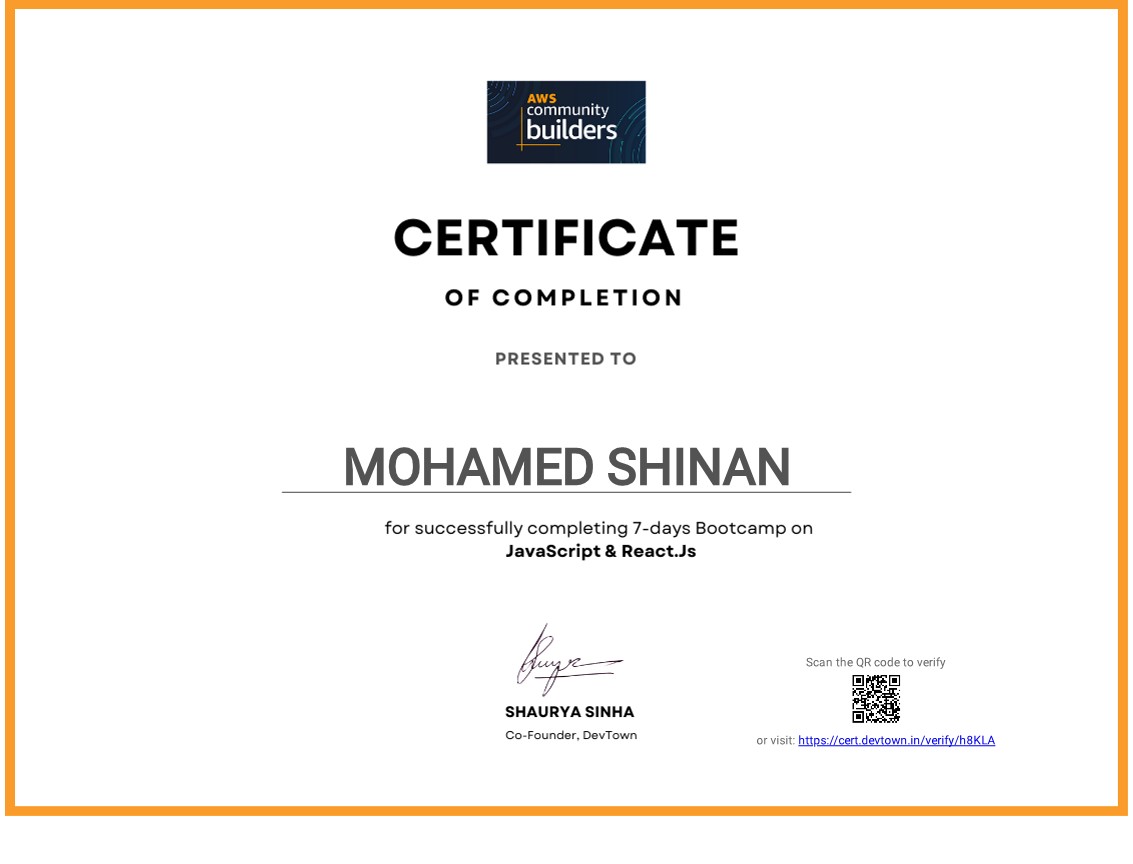 AWS
community
builders
CERTIFICATE
OF COMPLETION
PRESENTED TO
MOHAMED SHINAN
for successfully completing 7-days Bootcamp on
JavaScript & React.Js
SHAURYA SINHA
Co-Founder, DevTown
Scan the QR code to verify
or visit: https://cert.devtown.in/verify/h8KLA